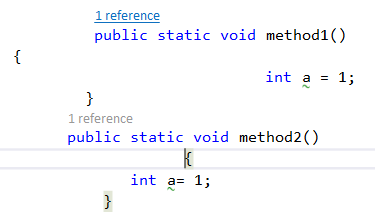 1 reference
public static void method1()
{
int a = 1;
}
1 reference
public static void method2()
{
int a= 1;
}